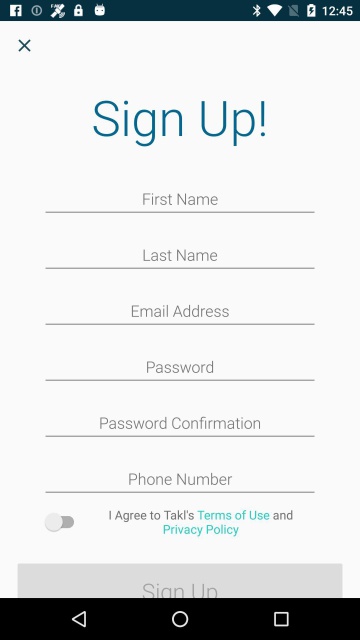 12:45
Sign Up!
First Name
Last Name
Email Address
Password
Password Confirmation
Phone Number
I Agree to Takl's Terms of Use and
Privacy Policy
Sign Up